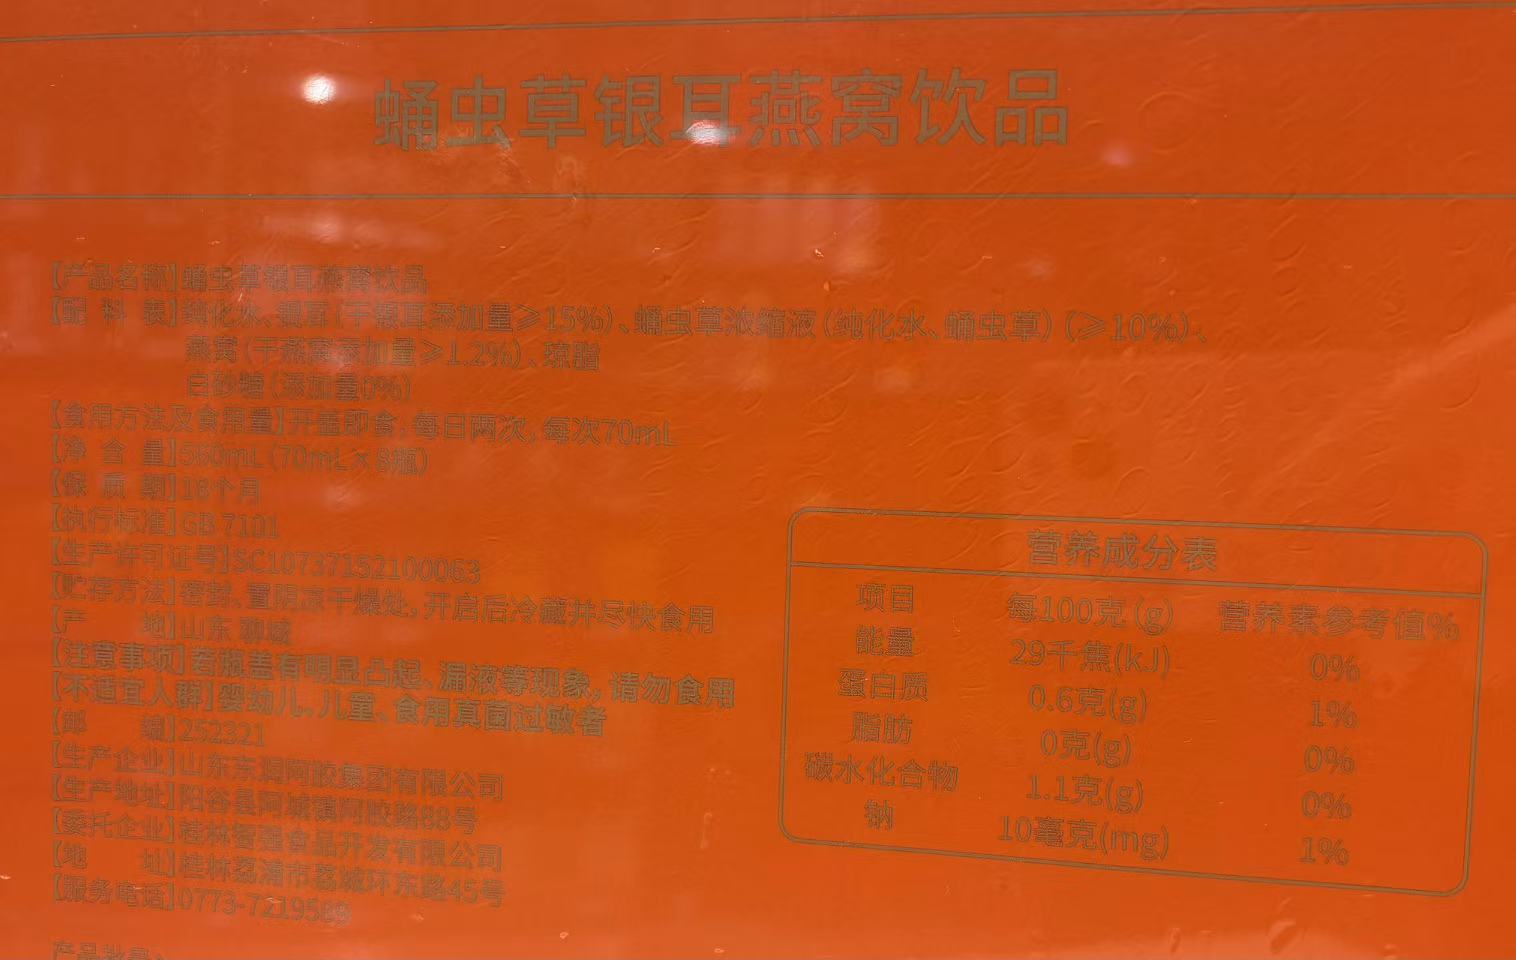 蛹虫草银耳燕窝饮品
【产品名称】蛹虫草银耳燕窝饮品
【配 料 表】纯化水、银耳(干银耳添加量≥15%)、蛹虫草浓缩液(纯化水、蛹虫草)(≥10%)、
燕窝(干燕窝添加量≥1.2%)、琼脂
白砂糖(添加量0%)
【食用方法及食用量】开盖即食,每日两次,每次70mL
【净 含 量】560mL(70mL×8瓶)
【保 质 期】18个月
【执行标准】GB 7101
【生产许可证号】SC10737152100063
【贮存方法】密封、置阴凉干燥处,开启后冷藏并尽快食用
【产 地】山东 聊城
【注意事项】若瓶盖有明显凸起、漏液等现象,请勿食用
【不适宜人群】婴幼儿、儿童、食用真菌过敏者
【邮 编】252321
【生产企业】山东东润阿胶集团有限公司
【生产地址】阳谷县阿城镇阿胶路88号
【委托企业】桂林智强食品开发有限公司
【地 址】桂林荔浦市荔城环东路45号
【服务电话】0773-7219589
产品批号:
营养成分表
项目 每100克(g) 营养素参考值%
能量 29千焦(kJ) 0%
蛋白质 0.6克(g) 1%
脂肪 0克(g) 0%
碳水化合物 1.1克(g) 0%
钠 10毫克(mg) 1%